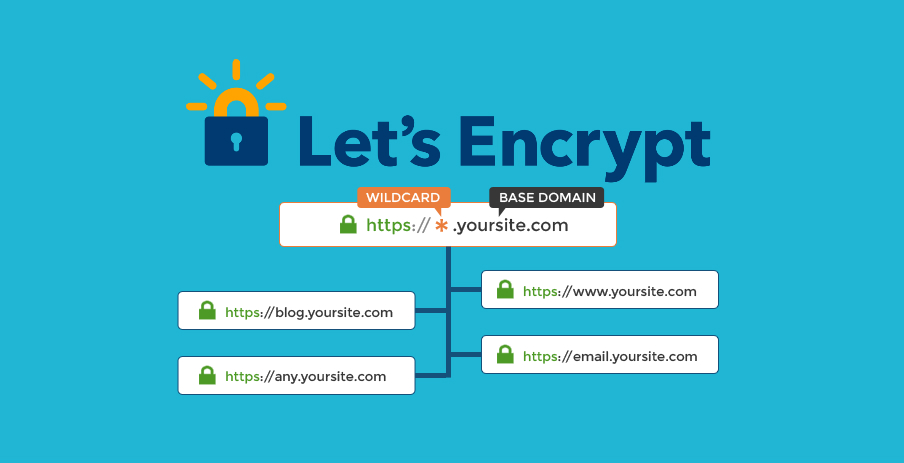 Let's Encrypt
WILDCARD
BASE DOMAIN
https:// * .yoursite.com
https://www.yoursite.com
https://blog.yoursite.com
https://email.yoursite.com
https://any.yoursite.com